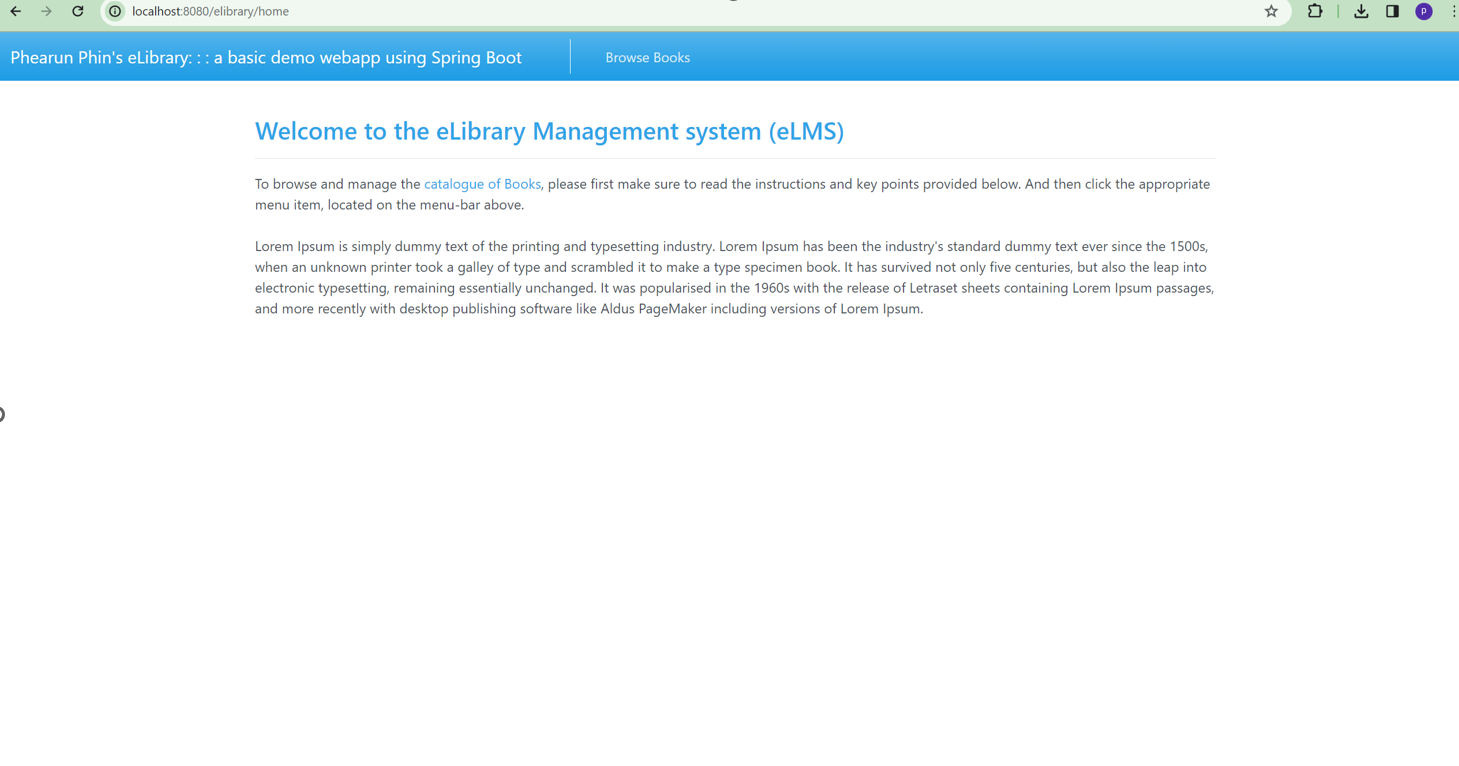 localhost:8080/elibrary/home
P
Phearun Phin's eLibrary: : : a basic demo webapp using Spring Boot
Browse Books
Welcome to the eLibrary Management system (eLMS)
To browse and manage the catalogue of Books, please first make sure to read the instructions and key points provided below. And then click the appropriate
menu item, located on the menu-bar above.
Lorem Ipsum is simply dummy text of the printing and typesetting industry. Lorem Ipsum has been the industry's standard dummy text ever since the 1500s,
when an unknown printer took a galley of type and scrambled it to make a type specimen book. It has survived not only five centuries, but also the leap into
electronic typesetting, remaining essentially unchanged. It was popularised in the 1960s with the release of Letraset sheets containing Lorem Ipsum passages,
and more recently with desktop publishing software like Aldus PageMaker including versions of Lorem Ipsum.